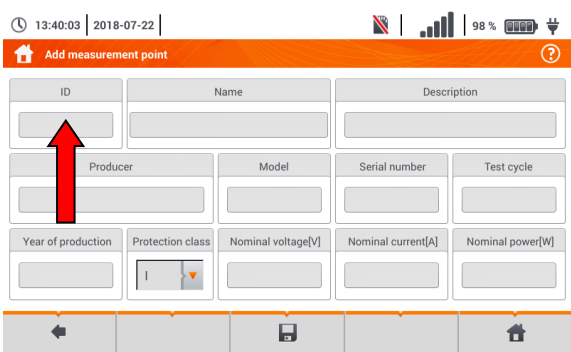 13:40:03 2018-07-22 98 %
Add measurement point ?
ID Name Description
Producer Model Serial number Test cycle
Year of production Protection class Nominal voltage[V] Nominal current[A] Nominal power[W]
I